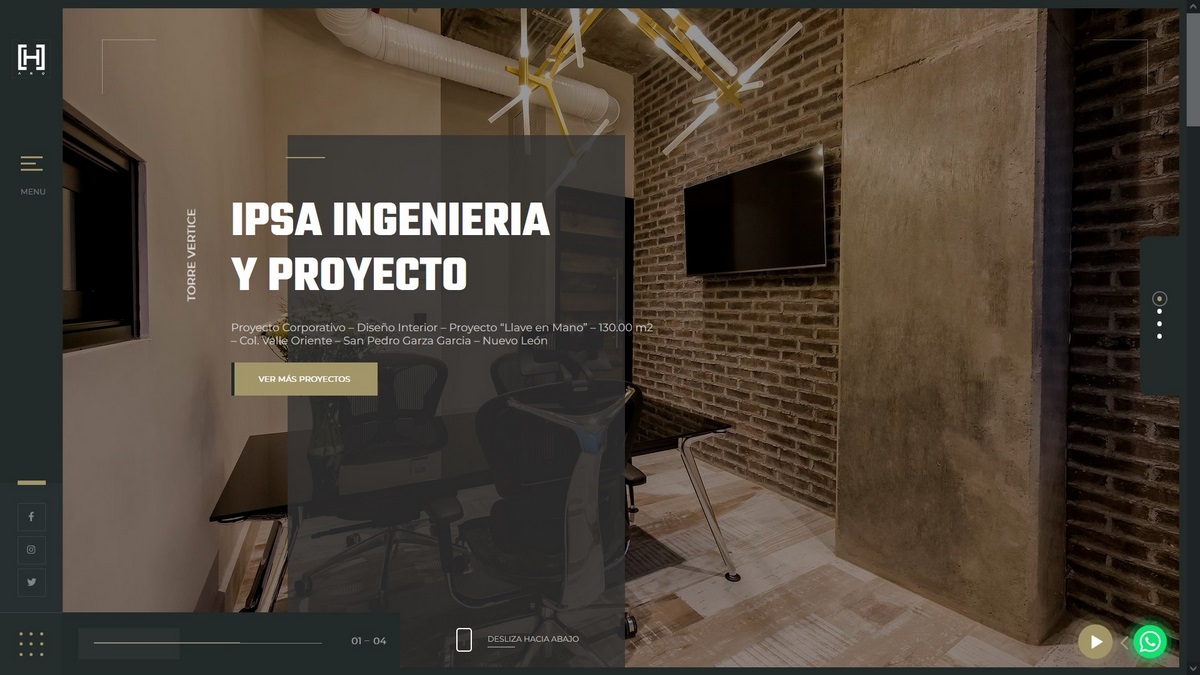 [H]
A R Q
MENU
TORRE VERTICE
IPSA INGENIERIA
Y PROYECTO
Proyecto Corporativo – Diseño Interior – Proyecto “Llave en Mano” – 130.00 m2
– Col. Valle Oriente – San Pedro Garza Garcia – Nuevo León
VER MÁS PROYECTOS
01 – 04
DESLIZA HACIA ABAJO